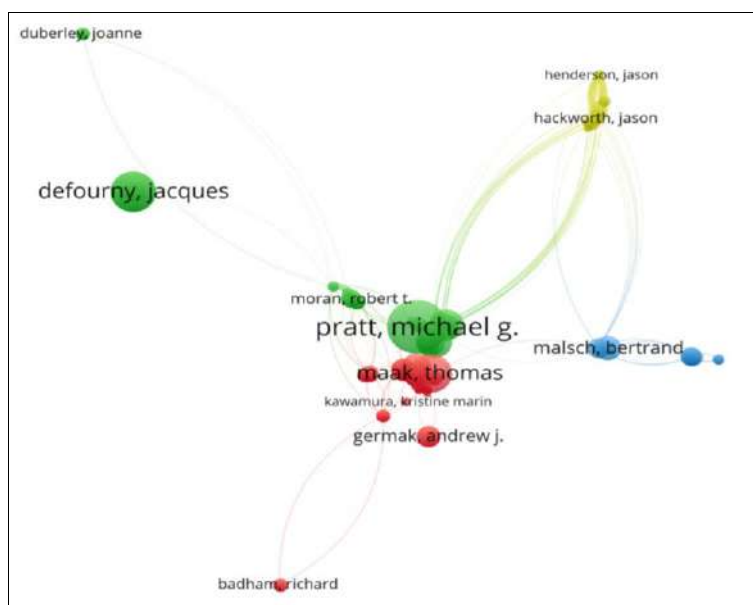 duberley, joanne
henderson, jason
hackworth, jason
defourny, jacques
moran, robert t.
pratt, michael g.
malsch, bertrand
maak, thomas
kawamura, kristine marin
germak, andrew j.
badham, richard